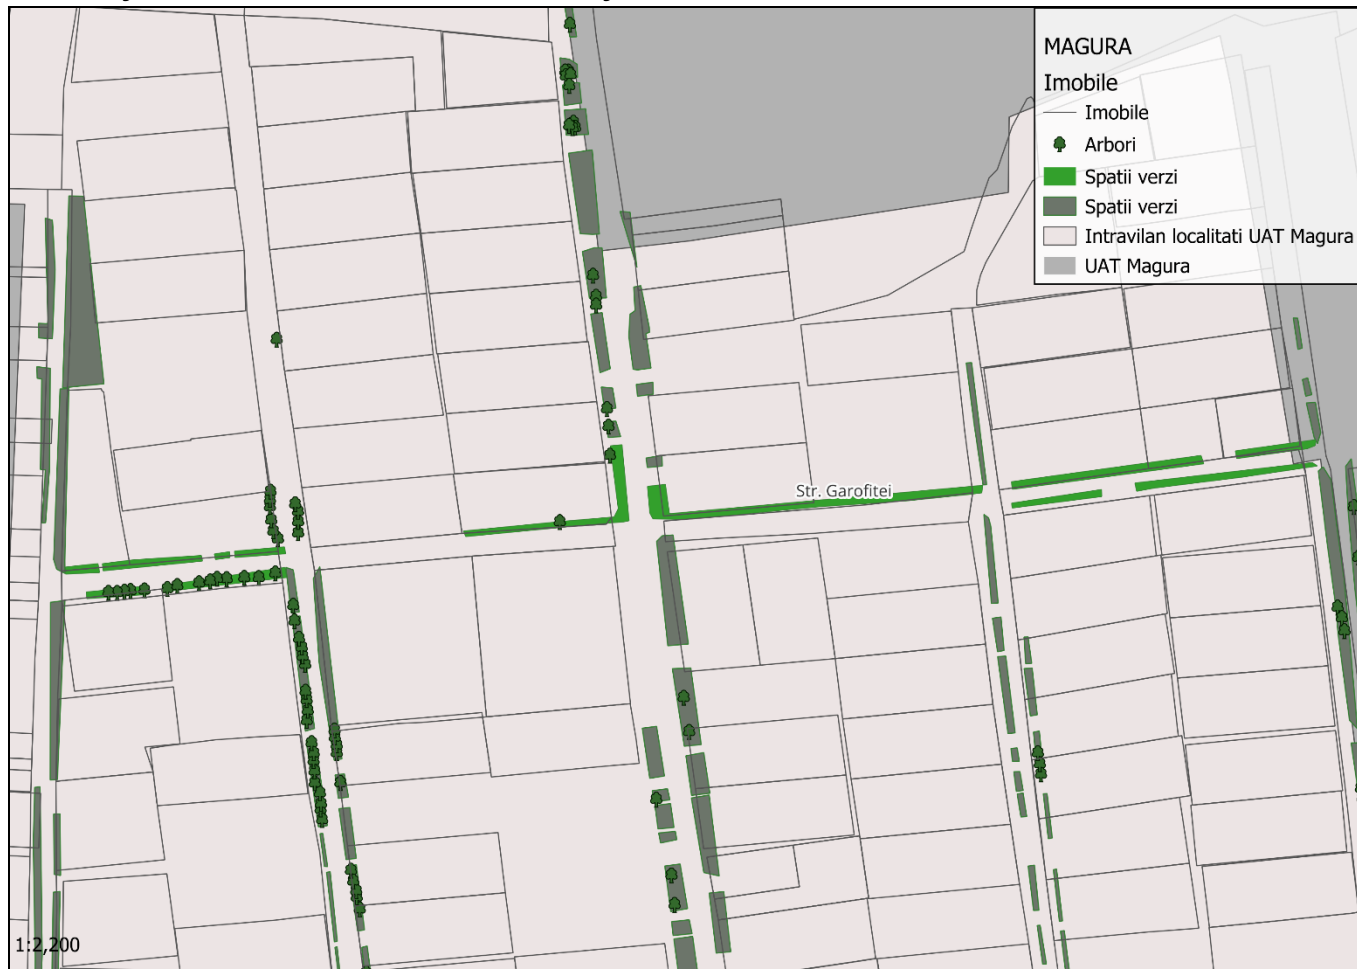 MAGURA
Imobile
Imobile
Arbori
Spatii verzi
Spatii verzi
Intravilan localitati UAT Magura
UAT Magura
Str. Garofitei
1:2,200